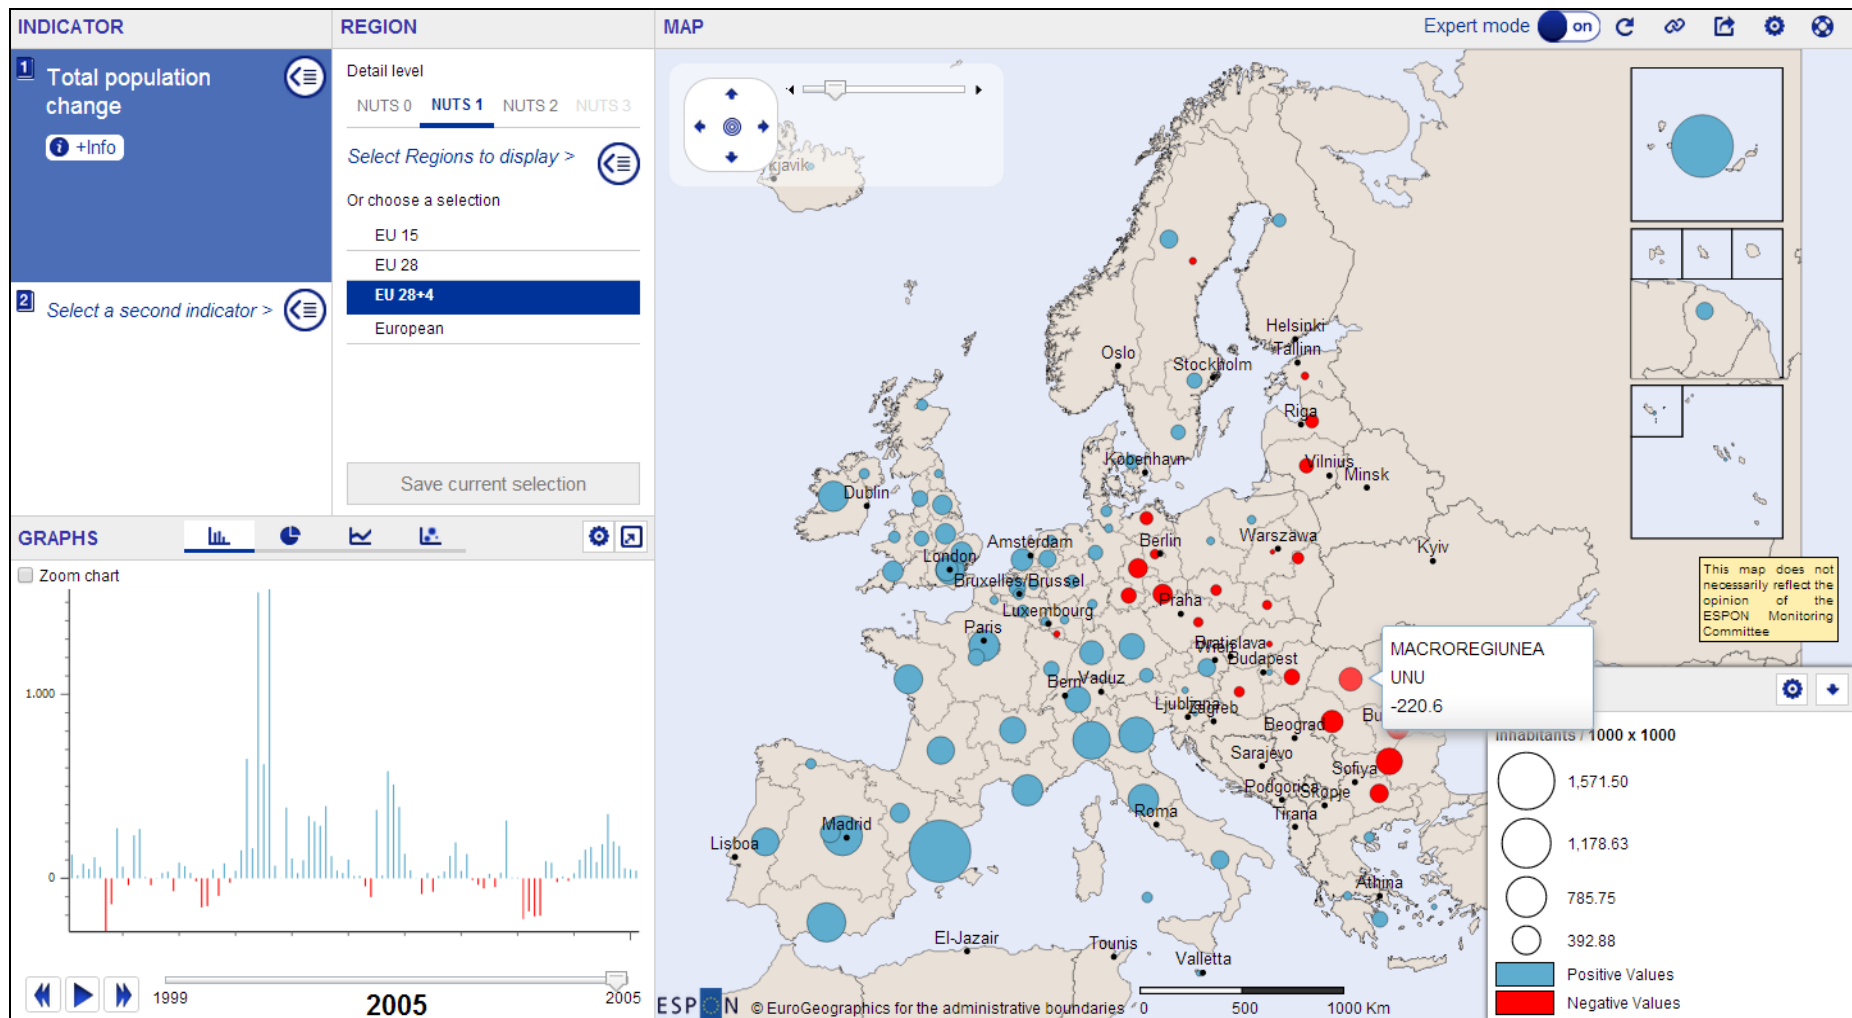 INDICATOR
1
Total population
change
i +Info
2
Select a second indicator >
REGION
Detail level
NUTS 0 NUTS 1 NUTS 2 NUTS 3
Select Regions to display >
Or choose a selection
EU 15
EU 28
EU 28+4
European
Save current selection
GRAPHS
Zoom chart
1.000
0
1999
2005
2005
MAP
Expert mode on
kjavik
Helsinki
Tallinn
Oslo
Stockholm
Riga
København
Vilnius
Minsk
Dublin
Amsterdam
Berlin
Warszawa
Kyiv
London
Bruxelles/Brussel
Luxembourg
Praha
Paris
Bratislava
Wien
Budapest
Bern
Vaduz
Ljubljana
Zagreb
Beograd
Bu
Sarajevo
Sofiya
Podgorica
Skopje
Roma
Tirana
Madrid
Lisboa
Athina
El-Jazair
Tounis
Valletta
MACROREGIUNEA
UNU
-220.6
This map does not
necessarily reflect the
opinion of the
ESPON Monitoring
Committee
Inhabitants / 1000 x 1000
1,571.50
1,178.63
785.75
392.88
Positive Values
Negative Values
ESPON © EuroGeographics for the administrative boundaries
0 500 1000 Km